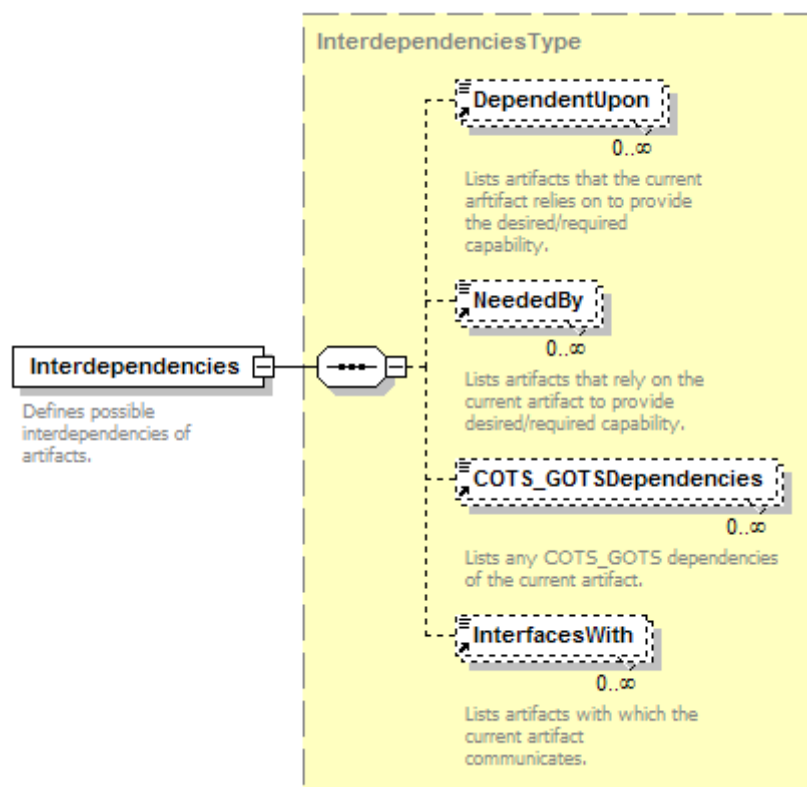 InterdependenciesType
DependentUpon
0..∞
Lists artifacts that the current
arftifact relies on to provide
the desired/required
capability.
NeededBy
0..∞
Lists artifacts that rely on the
current artifact to provide
desired/required capability.
Interdependencies
Defines possible
interdependencies of
artifacts.
COTS_GOTSDependencies
0..∞
Lists any COTS_GOTS dependencies
of the current artifact.
InterfacesWith
0..∞
Lists artifacts with which the
current artifact
communicates.